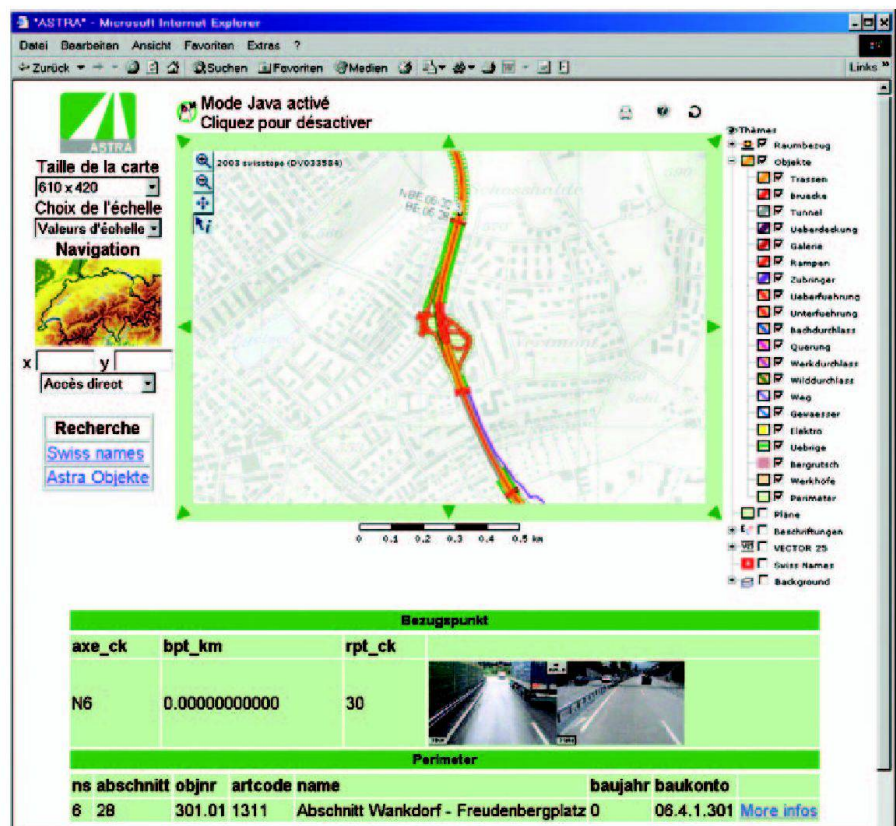 "ASTRA" - Microsoft Internet Explorer
Datei Bearbeiten Ansicht Favoriten Extras ?
Zurück Suchen Favoriten Medien Links »
ASTRA
Mode Java activé
Cliquez pour désactiver
Taille de la carte
610 x 420
Choix de l'échelle
Valeurs d'échelle
Navigation
x y
Accès direct
Recherche
Swiss names
Astra Objekte
2003 swisstopo (DV033584)
0 0.1 0.2 0.3 0.4 0.5 km
Thèmes
Raumbezug
Objekte
Trassen
Bruecke
Tunnel
Ueberdeckung
Galerie
Rampen
Zubringer
Ueberfuehrung
Unterfuehrung
Bachdurchlass
Querung
Werkdurchlass
Wilddurchlass
Weg
Gewaesser
Elektro
Uebrige
Bergrutsch
Werkhofe
Perimeter
Pläne
Beschriftungen
VECTOR 25
Swiss Names
Background
Bezugspunkt
axe_ck bpt_km rpt_ck
N6 0.00000000000 30
Perimeter
ns abschnitt objnr artcode name baujahr baukonto
6 28 301.01 1311 Abschnitt Wankdorf - Freudenbergplatz 0 06.4.1.301 More infos